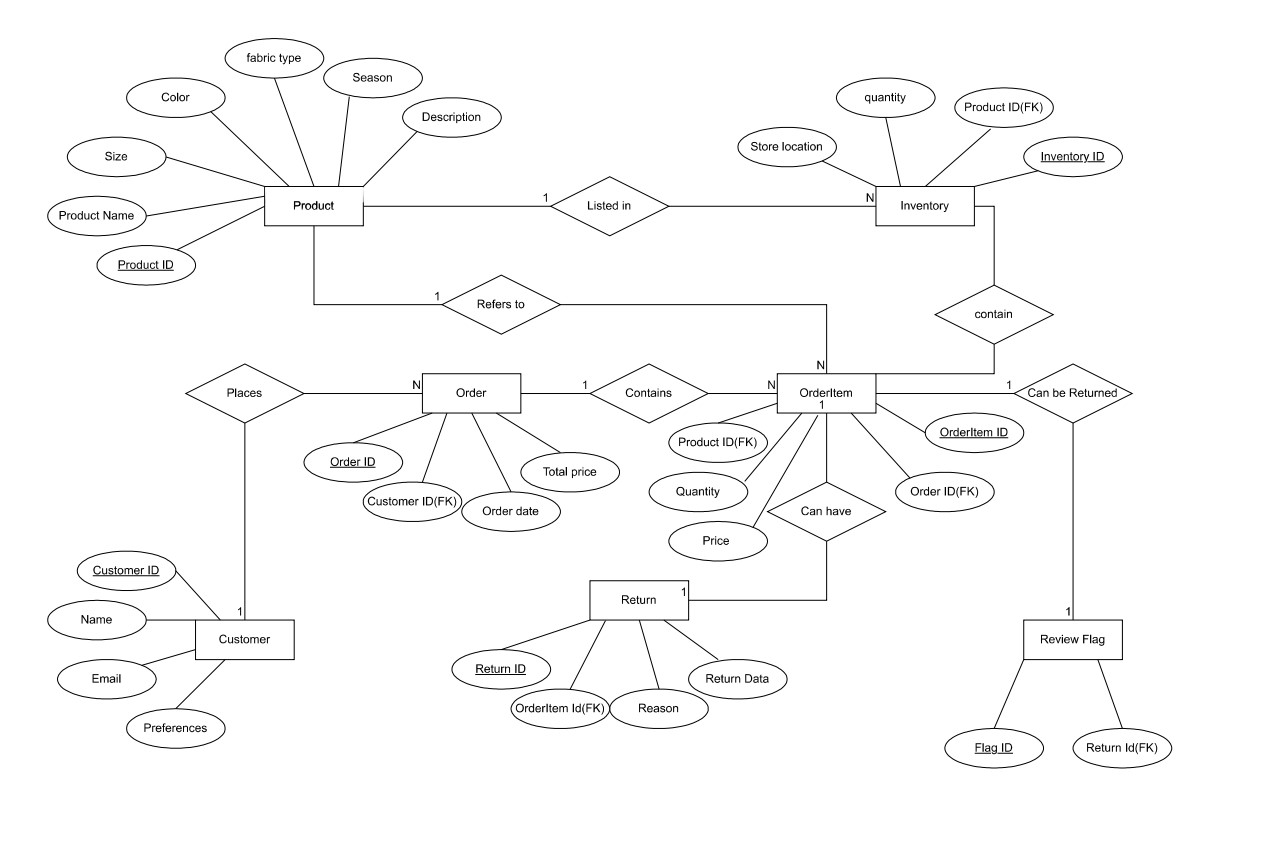 fabric type
Season
Color
Description
Size
Product Name
Product ID
Product
1
Listed in
N
quantity
Product ID(FK)
Store location
Inventory ID
Inventory
1
Refers to
N
contain
Places
N
Order
1
Contains
N
OrderItem
1
1
Can be Returned
Order ID
Customer ID(FK)
Order date
Total price
Product ID(FK)
Quantity
Price
Can have
OrderItem ID
Order ID(FK)
Customer ID
Name
Email
Preferences
1
Customer
Return
1
Return ID
OrderItem Id(FK)
Reason
Return Data
1
Review Flag
Flag ID
Return Id(FK)